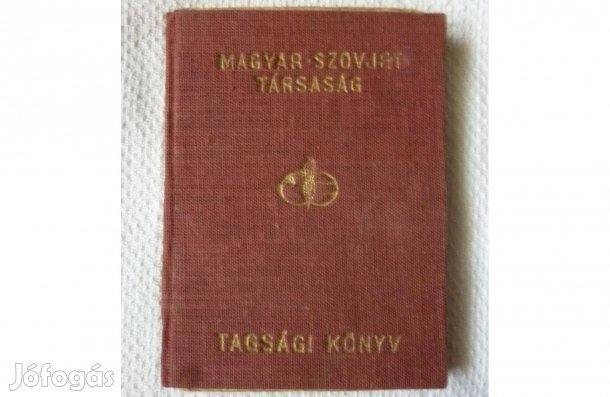 MAGYAR-SZOVJET
TÁRSASÁG
TAGSÁGI KÖNYV
Jófogás